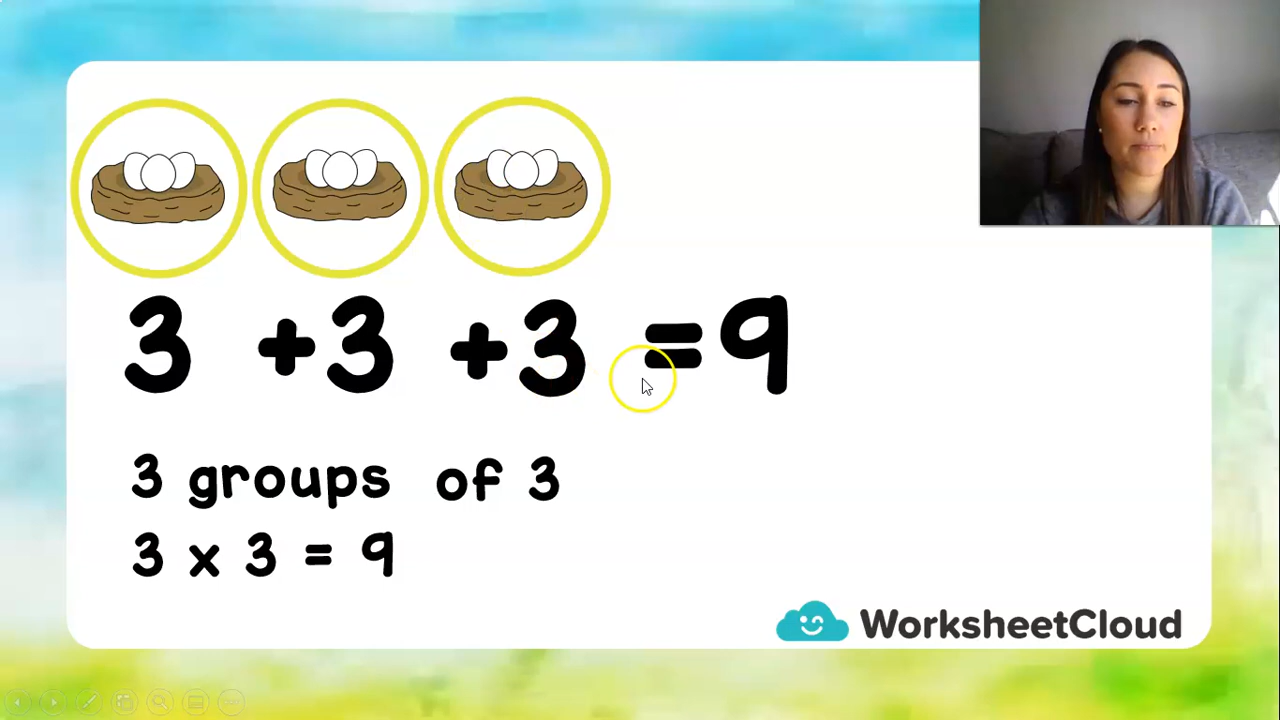 3 +3 +3 =9
3 groups of 3
3 x 3 = 9
WorksheetCloud